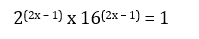 2⁽²ˣ⁻¹⁾ x 16⁽²ˣ⁻¹⁾ = 1